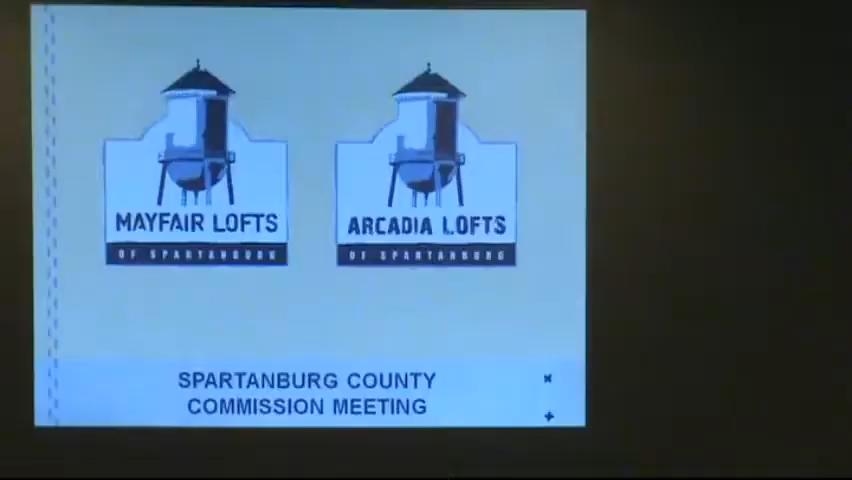 MAYFAIR LOFTS
OF SPARTANBURG
ARCADIA LOFTS
OF SPARTANBURG
SPARTANBURG COUNTY
COMMISSION MEETING